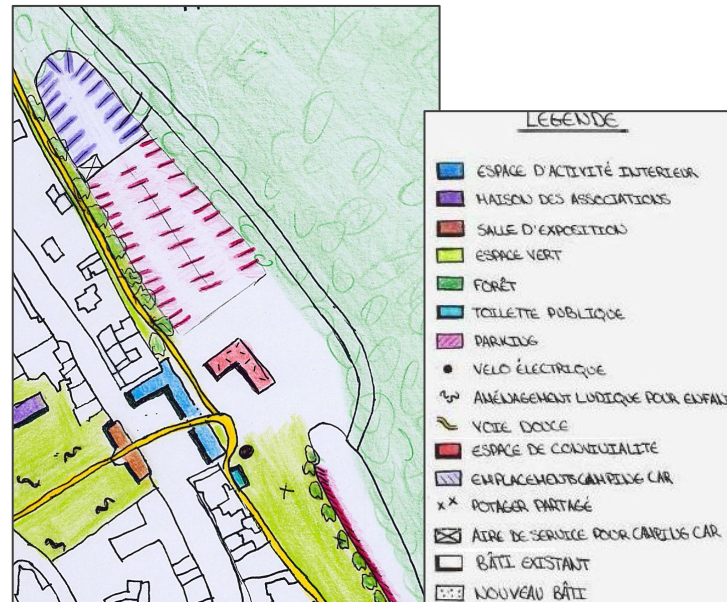 LEGENDE
ESPACE D'ACTIVITÉ INTERIEUR
MAISON DES ASSOCIATIONS
SALLE D'EXPOSITION
ESPACE VERT
FORÊT
TOILETTE PUBLIQUE
PARKING
VELO ÉLECTRIQUE
AMÉNAGEMENT LUDIQUE POUR ENFANT
VOIE DOUCE
ESPACE DE CONVIVIALITÉ
EMPLACEMENTS CAMPING CAR
POTAGER PARTAGÉ
AIRE DE SERVICE POUR CAMPING CAR
BÂTI EXISTANT
NOUVEAU BÂTI